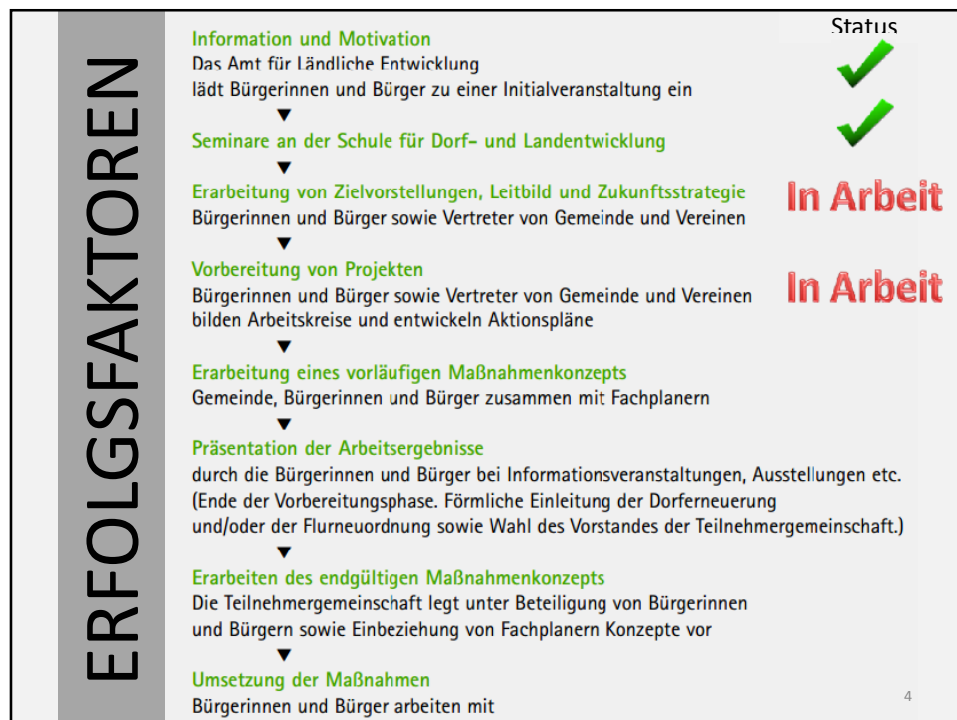 ERFOLGSFAKTOREN
Status
Information und Motivation
Das Amt für Ländliche Entwicklung
lädt Bürgerinnen und Bürger zu einer Initialveranstaltung ein
Seminare an der Schule für Dorf- und Landentwicklung
Erarbeitung von Zielvorstellungen, Leitbild und Zukunftsstrategie
In Arbeit
Bürgerinnen und Bürger sowie Vertreter von Gemeinde und Vereinen
Vorbereitung von Projekten
In Arbeit
Bürgerinnen und Bürger sowie Vertreter von Gemeinde und Vereinen
bilden Arbeitskreise und entwickeln Aktionspläne
Erarbeitung eines vorläufigen Maßnahmenkonzepts
Gemeinde, Bürgerinnen und Bürger zusammen mit Fachplanern
Präsentation der Arbeitsergebnisse
durch die Bürgerinnen und Bürger bei Informationsveranstaltungen, Ausstellungen etc.
(Ende der Vorbereitungsphase. Förmliche Einleitung der Dorferneuerung
und/oder der Flurneuordnung sowie Wahl des Vorstandes der Teilnehmergemeinschaft.)
Erarbeiten des endgültigen Maßnahmenkonzepts
Die Teilnehmergemeinschaft legt unter Beteiligung von Bürgerinnen
und Bürgern sowie Einbeziehung von Fachplanern Konzepte vor
Umsetzung der Maßnahmen
Bürgerinnen und Bürger arbeiten mit
4